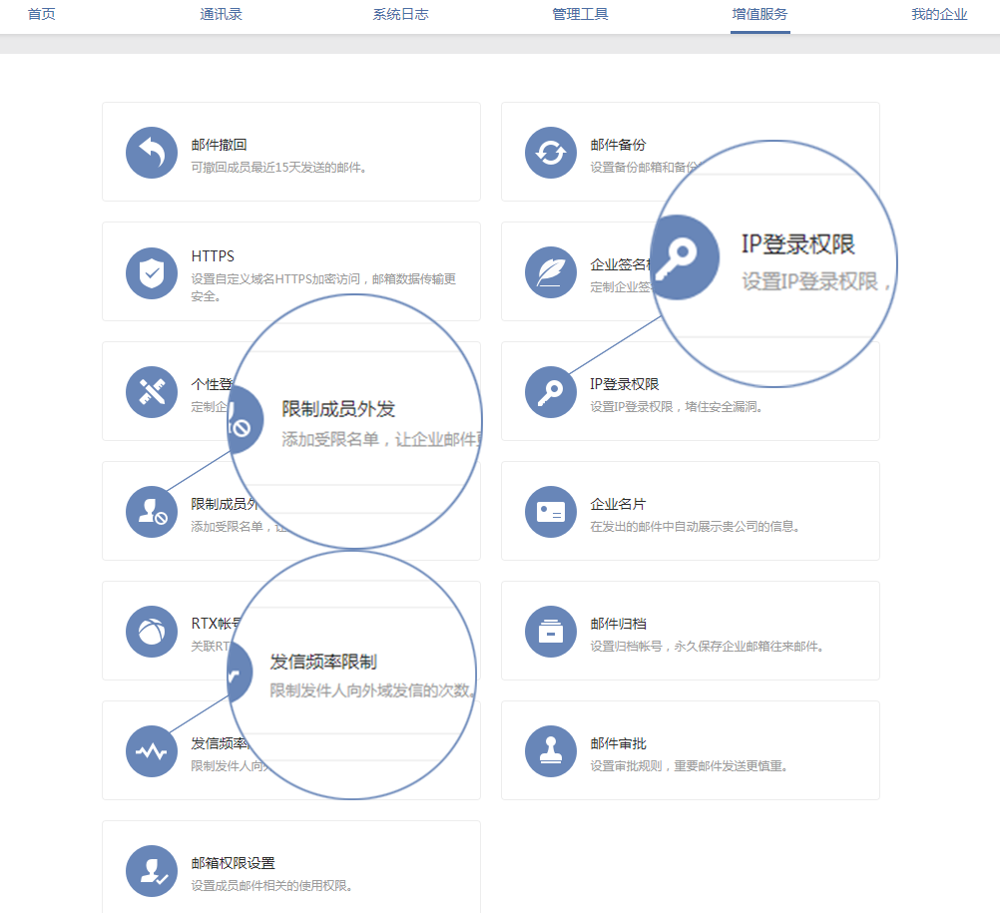 首页
通讯录
系统日志
管理工具
增值服务
我的企业
邮件撤回
可撤回成员最近15天发送的邮件。
邮件备份
设置备份邮箱和备份
HTTPS
设置自定义域名HTTPS加密访问，邮箱数据传输更
安全。
企业签名
定制企业签
IP登录权限
设置IP登录权限，
个性登
定制企
限制成员外发
添加受限名单，让企业邮件
IP登录权限
设置IP登录权限，堵住安全漏洞。
限制成员外
添加受限名单，让
企业名片
在发出的邮件中自动展示贵公司的信息。
RTX帐号
关联RT
发信频率限制
限制发件人向外域发信的次数。
邮件归档
设置归档帐号，永久保存企业邮箱往来邮件。
发信频率
限制发件人向
邮件审批
设置审批规则，重要邮件发送更慎重。
邮箱权限设置
设置成员邮件相关的使用权限。